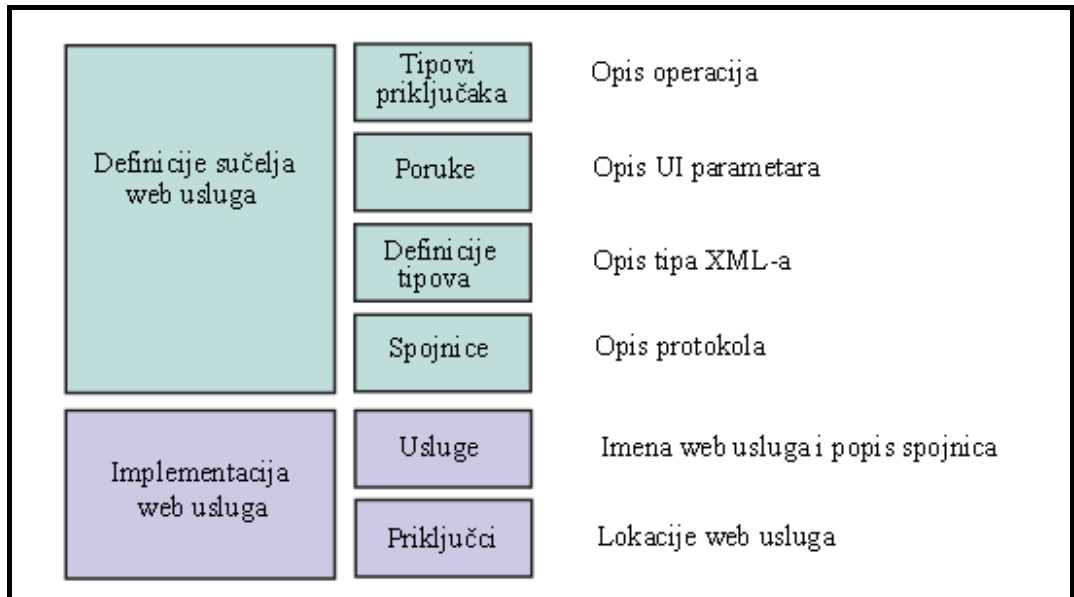 Definicije sučelja
web usluga
Tipovi
priključaka
Opis operacija
Poruke
Opis UI parametara
Definicije
tipova
Opis tipa XML-a
Spojnice
Opis protokola
Implementacija
web usluga
Usluge
Imena web usluga i popis spojnica
Priključci
Lokacije web usluga